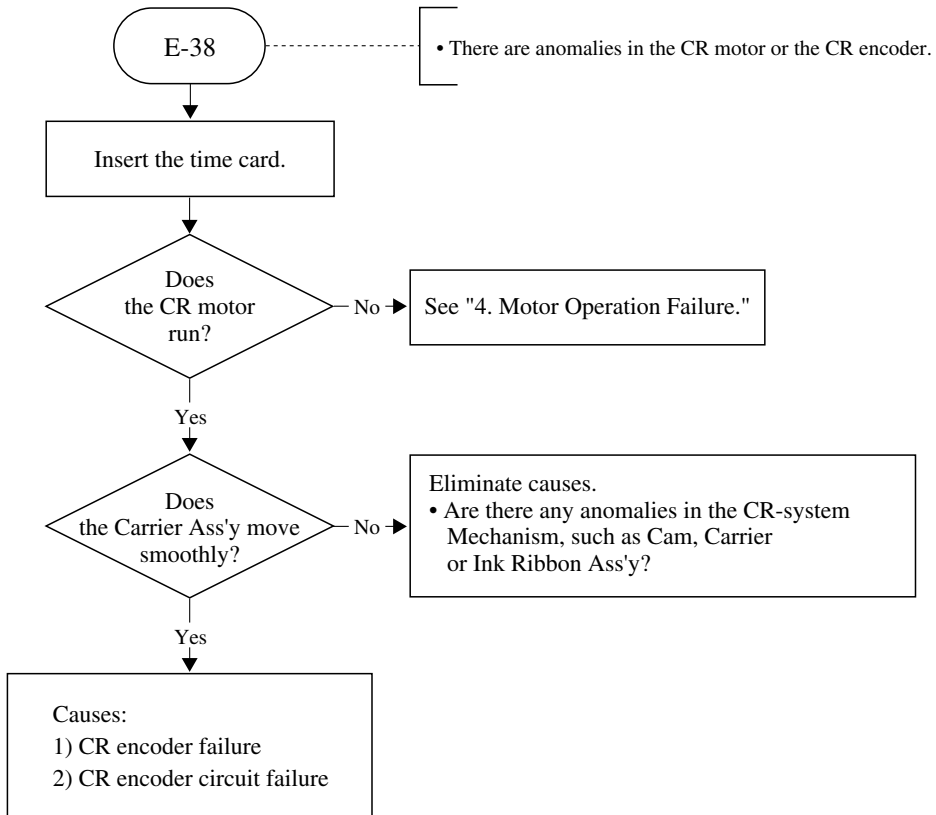 E-38
• There are anomalies in the CR motor or the CR encoder.
Insert the time card.
Does
the CR motor
run?
No
See "4. Motor Operation Failure."
Yes
Does
the Carrier Ass'y move
smoothly?
No
Eliminate causes.
• Are there any anomalies in the CR-system
Mechanism, such as Cam, Carrier
or Ink Ribbon Ass'y?
Yes
Causes:
1) CR encoder failure
2) CR encoder circuit failure